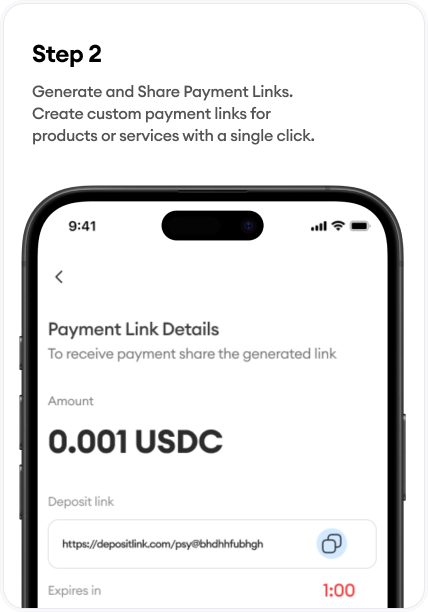 Step 2
Generate and Share Payment Links.
Create custom payment links for
products or services with a single click.
9:41
Payment Link Details
To receive payment share the generated link
Amount
0.001 USDC
Deposit link
https://depositlink.com/psy@bhdhhfubhgh
Expires in 1:00